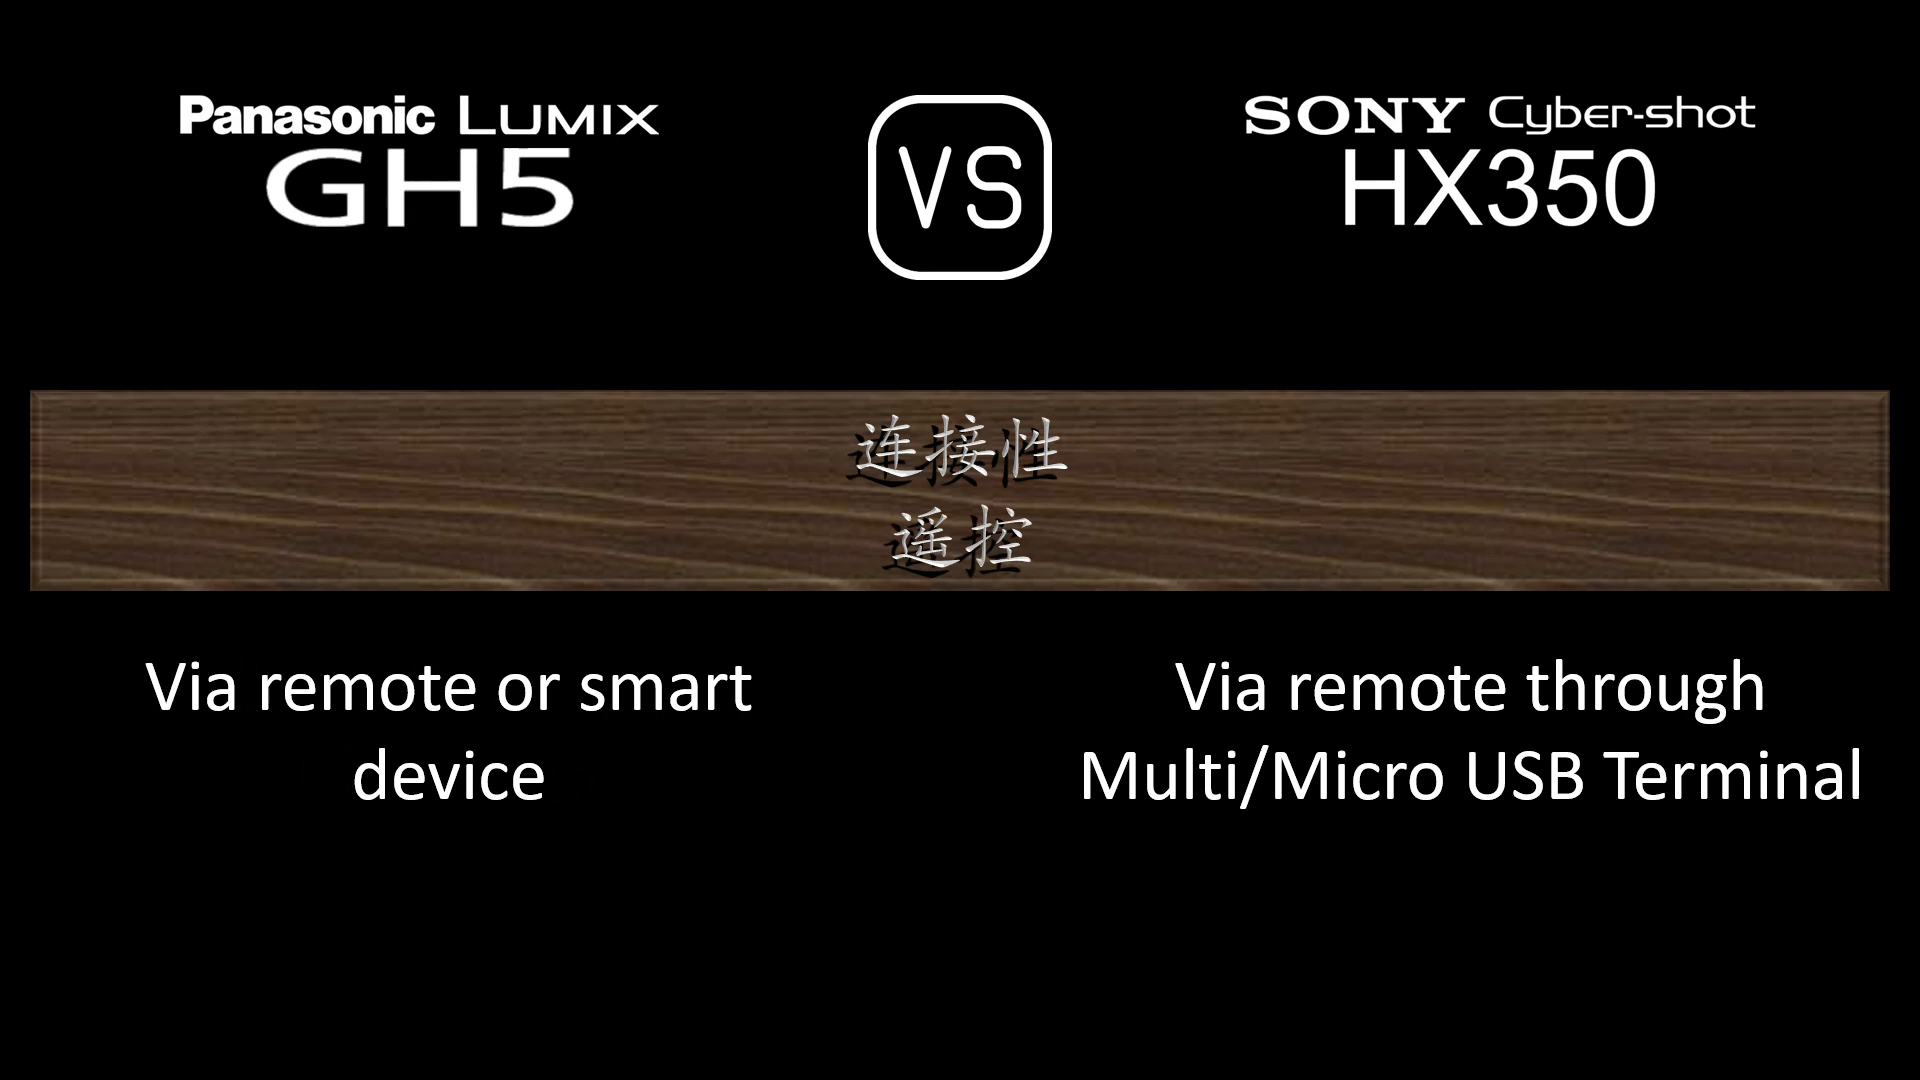 Panasonic LUMIX
GH5
VS
SONY Cyber-shot
HX350
连接性
遥控
Via remote or smart
device
Via remote through
Multi/Micro USB Terminal